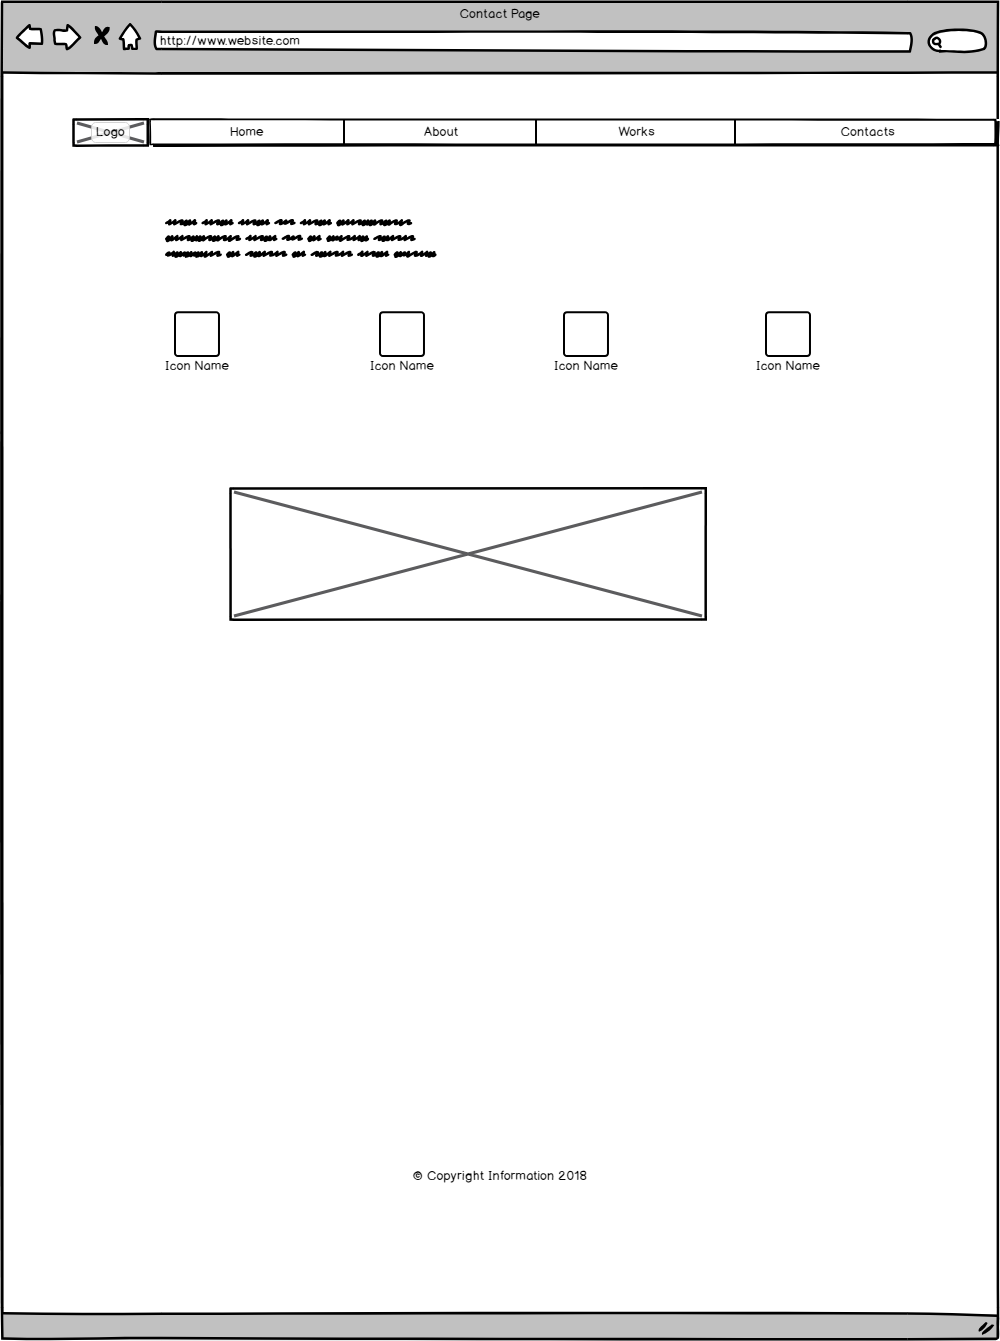 Contact Page
http://www.website.com
Logo Home About Works Contacts
Icon Name Icon Name Icon Name Icon Name
© Copyright Information 2018